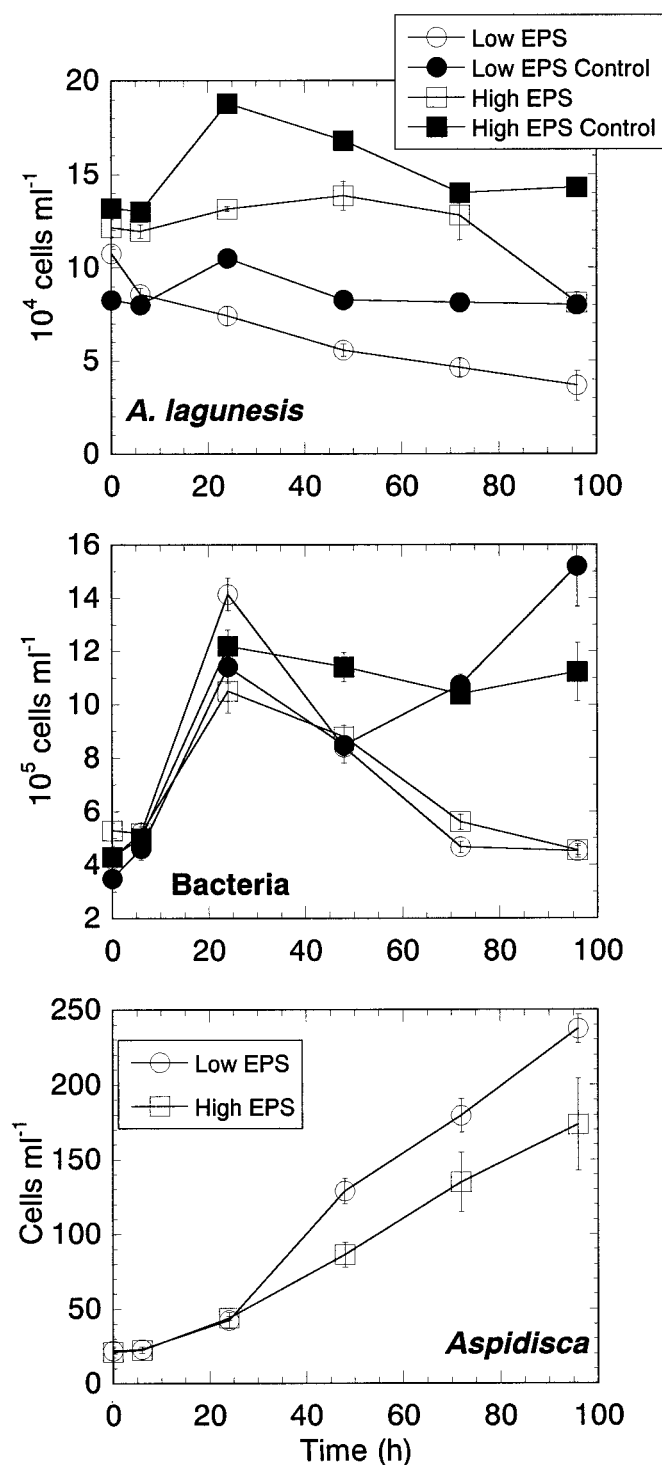 Low EPS
Low EPS Control
High EPS
High EPS Control
20
15
10
5
0
10⁴ cells ml⁻¹
A. lagunesis
0 20 40 60 80 100
16
14
12
10
8
6
4
2
10⁵ cells ml⁻¹
Bacteria
0 20 40 60 80 100
250
200
150
100
50
0
Cells ml⁻¹
Low EPS
High EPS
Aspidisca
0 20 40 60 80 100
Time (h)